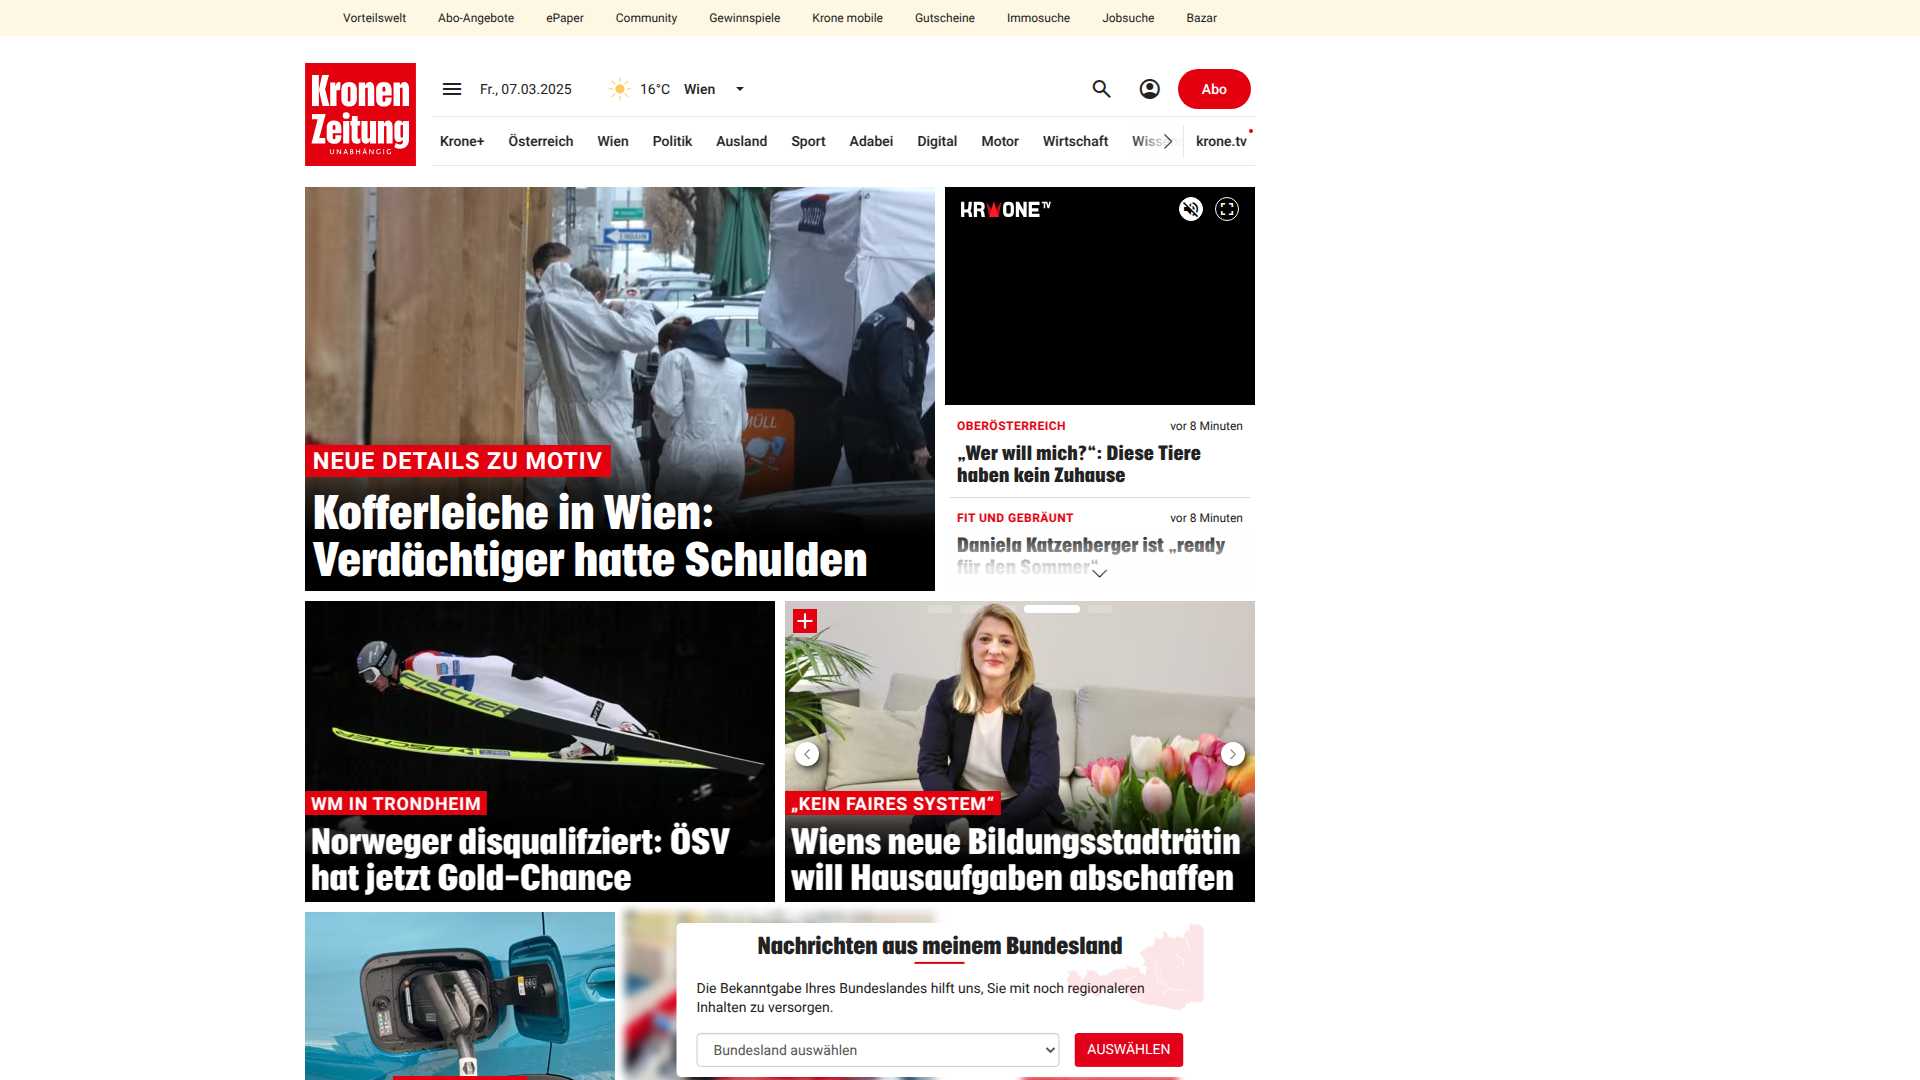 Vorteilswelt Abo-Angebote ePaper Community Gewinnspiele Krone mobile Gutscheine Immosuche Jobsuche Bazar
Kronen
Zeitung
UNABHÄNGIG
Fr., 07.03.2025 16°C Wien
Abo
Krone+ Österreich Wien Politik Ausland Sport Adabei Digital Motor Wirtschaft krone.tv
NEUE DETAILS ZU MOTIV
Kofferleiche in Wien:
Verdächtiger hatte Schulden
MÜLL
KRONE TV
OBERÖSTERREICH vor 8 Minuten
„Wer will mich?“: Diese Tiere
haben kein Zuhause
FIT UND GEBRÄUNT vor 8 Minuten
Daniela Katzenberger ist „ready
für den Sommer“
FISCHER
FISCHER
WM IN TRONDHEIM
Norweger disqualifziert: ÖSV
hat jetzt Gold-Chance
„KEIN FAIRES SYSTEM“
Wiens neue Bildungsstadträtin
will Hausaufgaben abschaffen
Nachrichten aus meinem Bundesland
Die Bekanntgabe Ihres Bundeslandes hilft uns, Sie mit noch regionaleren
Inhalten zu versorgen.
Bundesland auswählen
AUSWÄHLEN